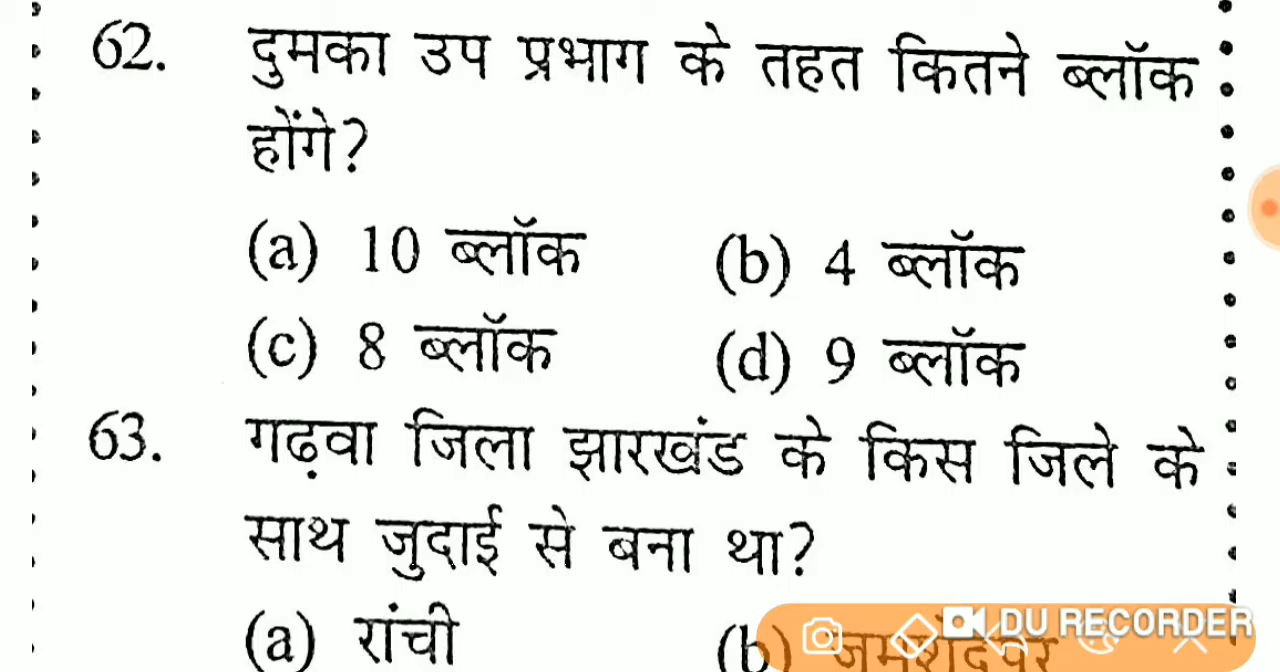 62. दुमका उप प्रभाग के तहत कितने ब्लॉक
होंगे?
(a) 10 ब्लॉक (b) 4 ब्लॉक
(c) 8 ब्लॉक (d) 9 ब्लॉक
63. गढ़वा जिला झारखंड के किस जिले के
साथ जुदाई से बना था?
(a) रांची (b)
DU RECORDER